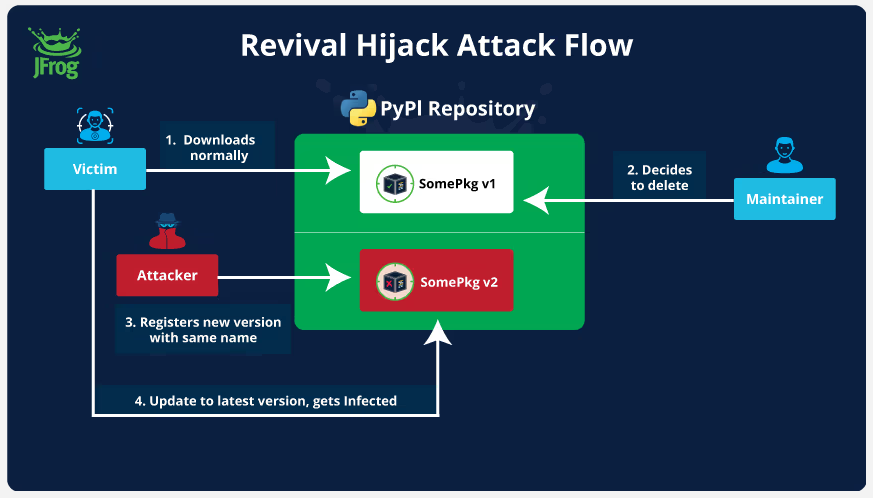 Revival Hijack Attack Flow
JFrog
PyPI Repository
Victim
1. Downloads
normally
SomePkg v1
2. Decides
to delete
Maintainer
Attacker
SomePkg v2
3. Registers new version
with same name
4. Update to latest version, gets Infected